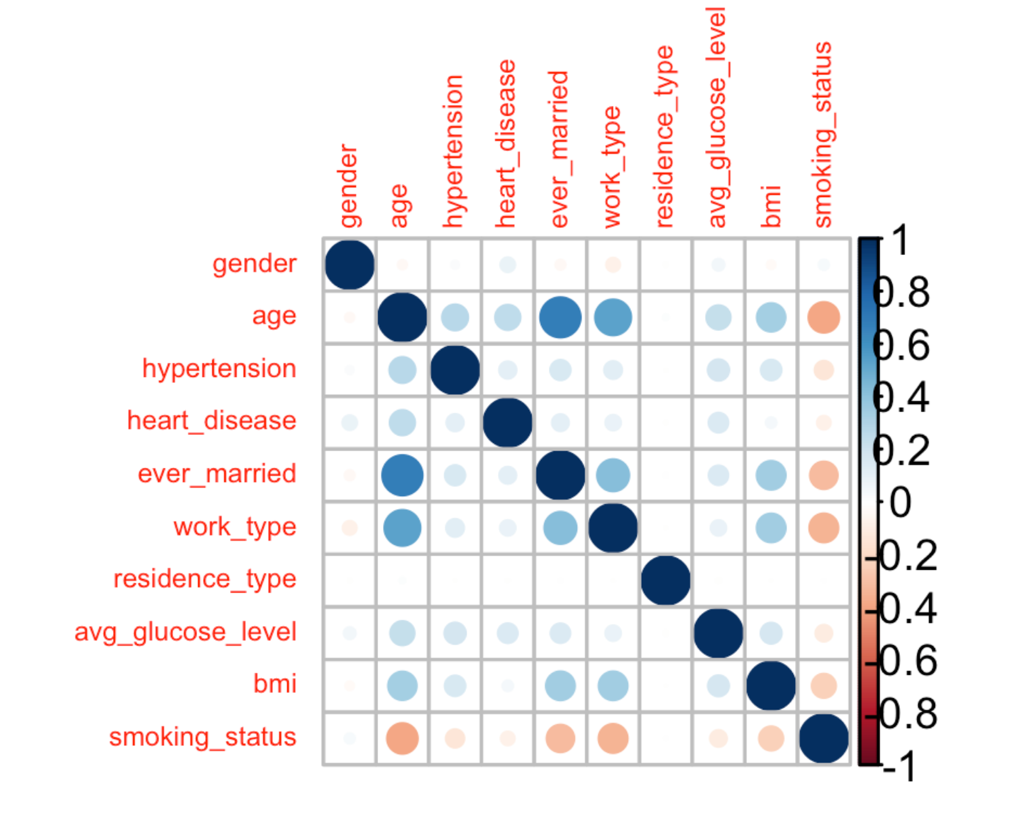 gender
age
hypertension
heart_disease
ever_married
work_type
residence_type
avg_glucose_level
bmi
smoking_status
gender
age
hypertension
heart_disease
ever_married
work_type
residence_type
avg_glucose_level
bmi
smoking_status
1
0.8
0.6
0.4
0.2
0
-0.2
-0.4
-0.6
-0.8
-1